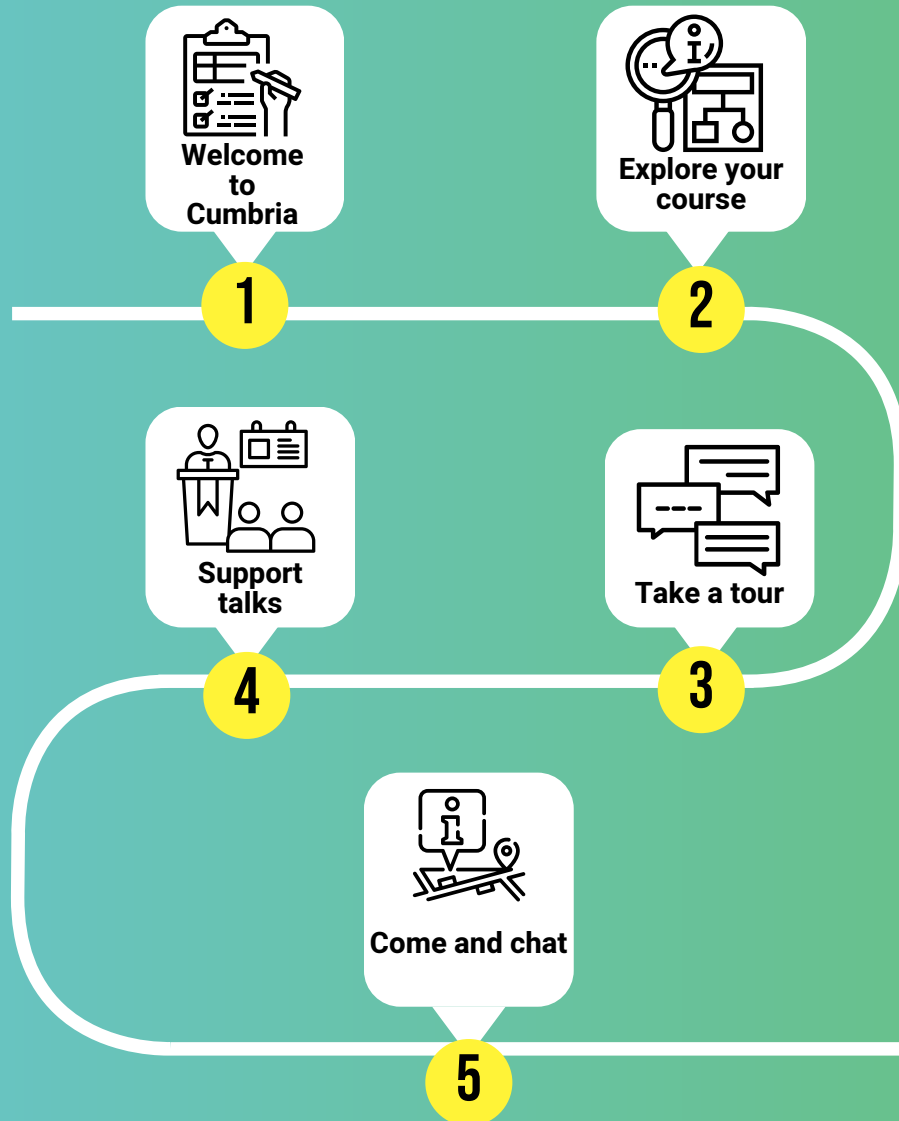 Welcome
to
Cumbria
1
Explore your
course
2
Take a tour
3
Support
talks
4
Come and chat
5